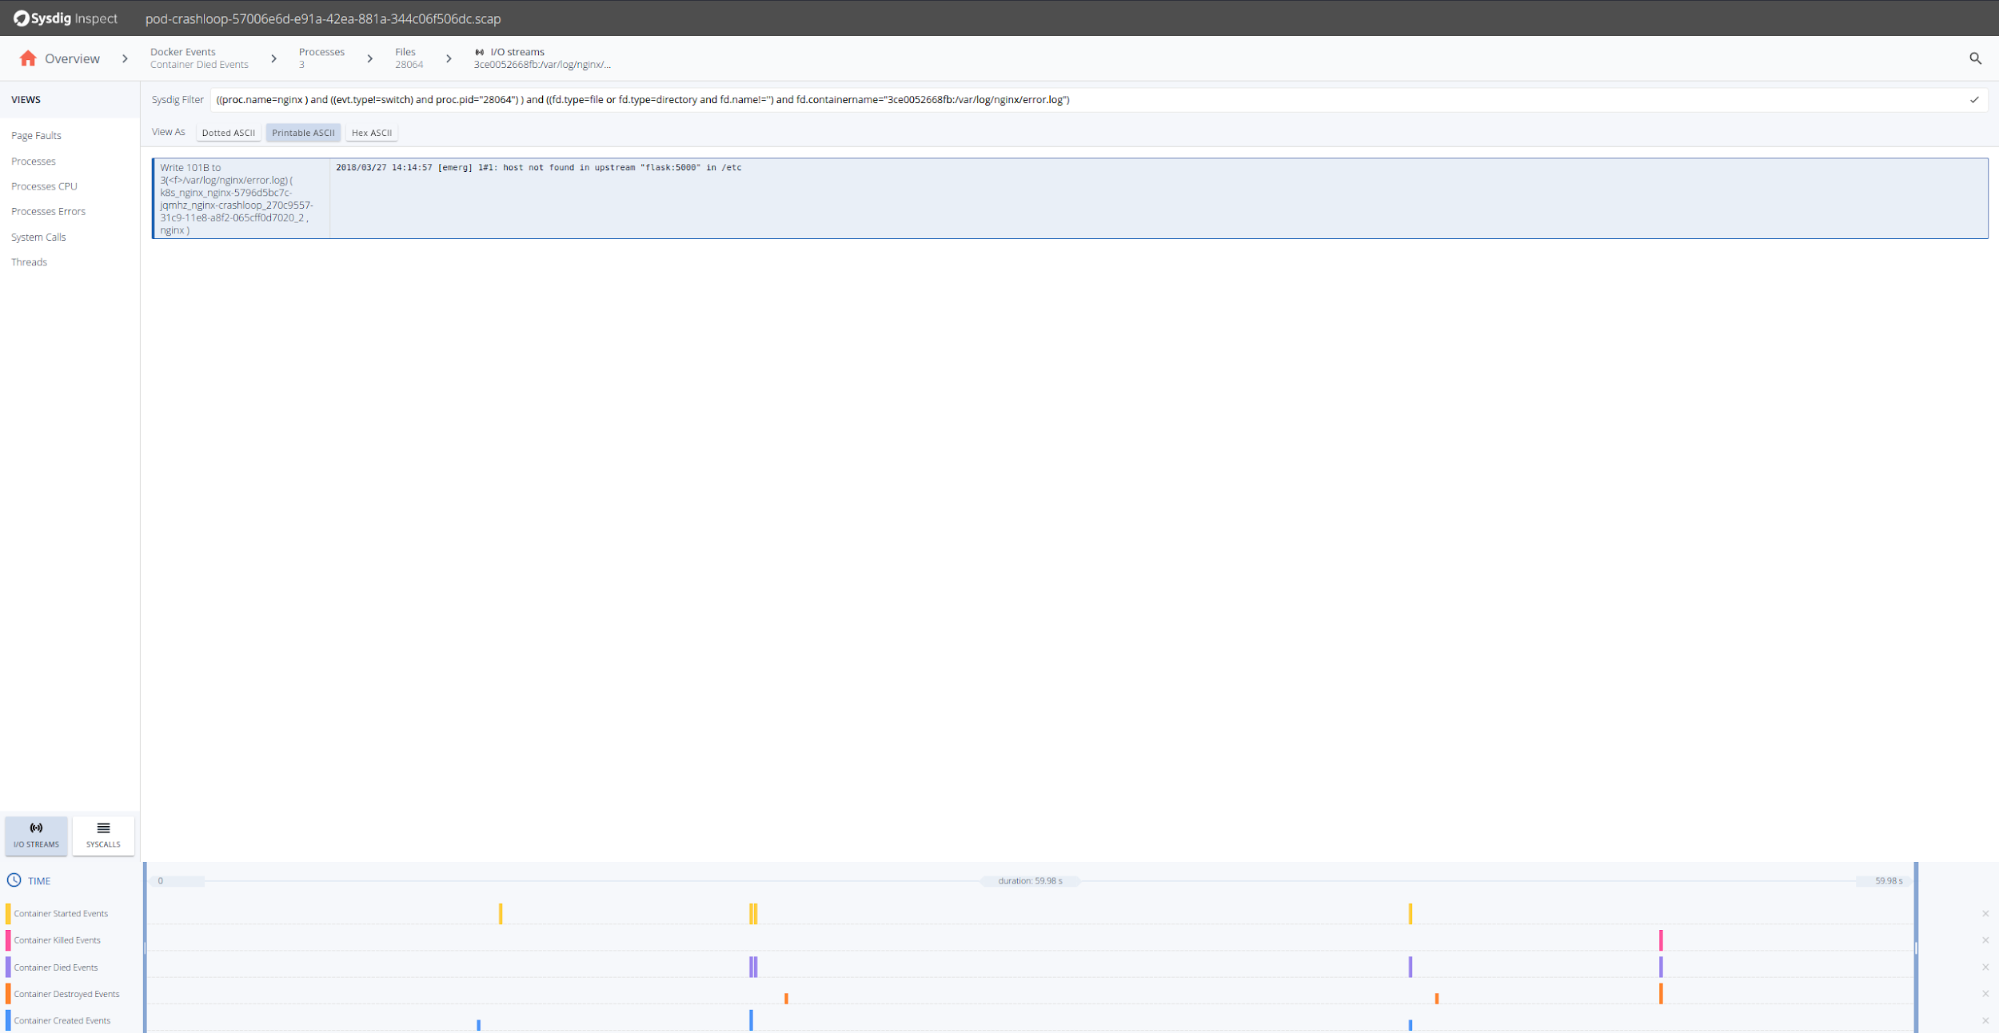 Sysdig Inspect pod-crashloop-57006e6d-e91a-42ea-881a-344c06f506dc.scap
Overview
Docker Events
Container Died Events
Processes
3
Files
28064
I/O streams
3ce0052668fb:/var/log/nginx/...
VIEWS
Page Faults
Processes
Processes CPU
Processes Errors
System Calls
Threads
Sysdig Filter ((proc.name=nginx ) and ((evt.type!=switch) and proc.pid="28064") ) and ((fd.type=file or fd.type=directory and fd.name!='') and fd.containername="3ce0052668fb:/var/log/nginx/error.log")
View As Dotted ASCII Printable ASCII Hex ASCII
Write 101B to
3(<f>/var/log/nginx/error.log) (
k8s_nginx_nginx-5796d5bc7c-
jqmhz_nginx-crashloop_270c9557-
31c9-11e8-a8f2-065cff0d7020_2 ,
nginx )
2018/03/27 14:14:57 [emerg] 1#1: host not found in upstream "flask:5000" in /etc
I/O STREAMS SYSCALLS
TIME
0 duration: 59.98 s 59.98 s
Container Started Events
Container Killed Events
Container Died Events
Container Destroyed Events
Container Created Events